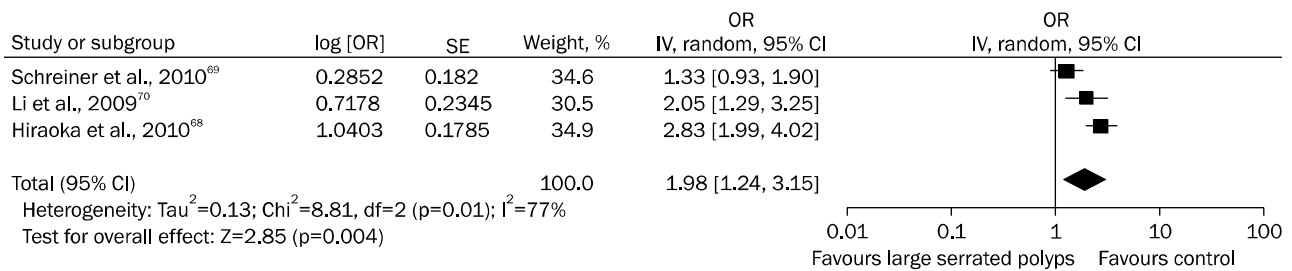 OR OR
Study or subgroup log [OR] SE Weight, % IV, random, 95% CI IV, random, 95% CI
Schreiner et al., 2010⁶⁹ 0.2852 0.182 34.6 1.33 [0.93, 1.90]
Li et al., 2009⁷⁰ 0.7178 0.2345 30.5 2.05 [1.29, 3.25]
Hiraoka et al., 2010⁶⁸ 1.0403 0.1785 34.9 2.83 [1.99, 4.02]
Total (95% CI) 100.0 1.98 [1.24, 3.15]
Heterogeneity: Tau²=0.13; Chi²=8.81, df=2 (p=0.01); I²=77%
Test for overall effect: Z=2.85 (p=0.004)
0.01 0.1 1 10 100
Favours large serrated polyps Favours control